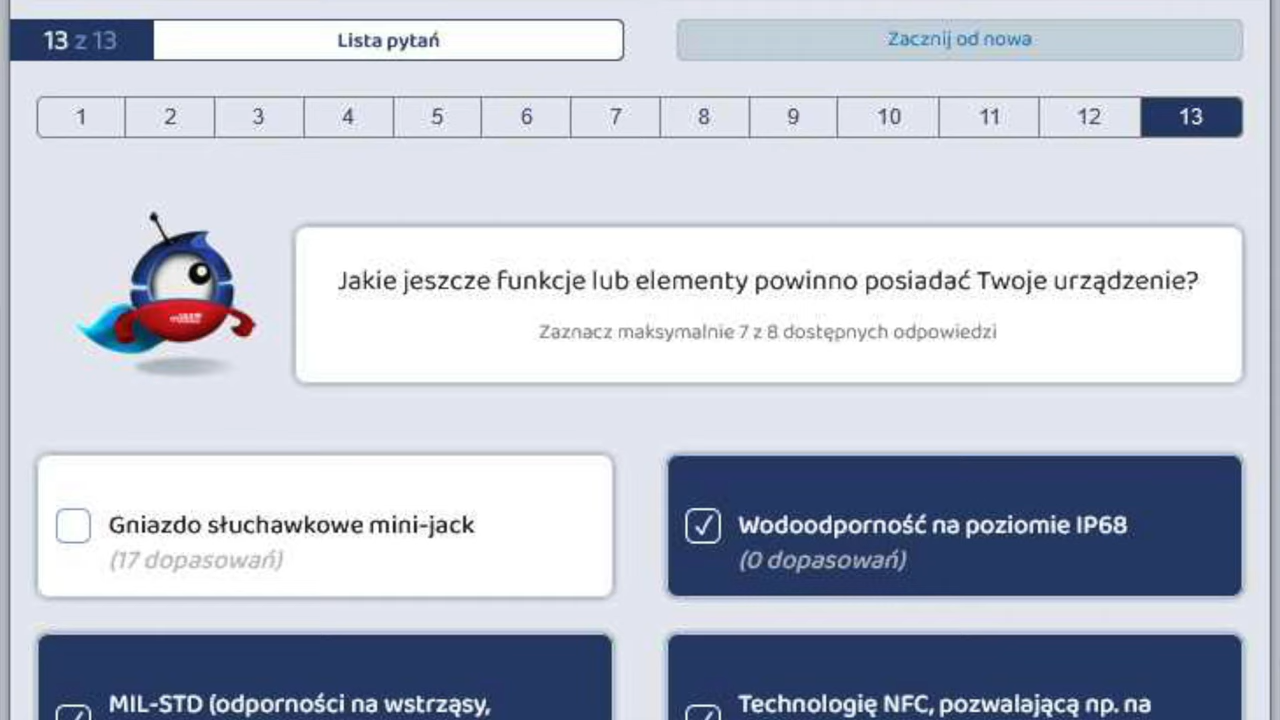 13 z 13
Lista pytań
Zacznij od nowa
1 2 3 4 5 6 7 8 9 10 11 12 13
Jakie jeszcze funkcje lub elementy powinno posiadać Twoje urządzenie?
Zaznacz maksymalnie 7 z 8 dostępnych odpowiedzi
Gniazdo słuchawkowe mini-jack
(17 dopasowań)
Wodoodporność na poziomie IP68
(0 dopasowań)
MIL-STD (odporności na wstrząsy,
Technologię NFC, pozwalającą np. na